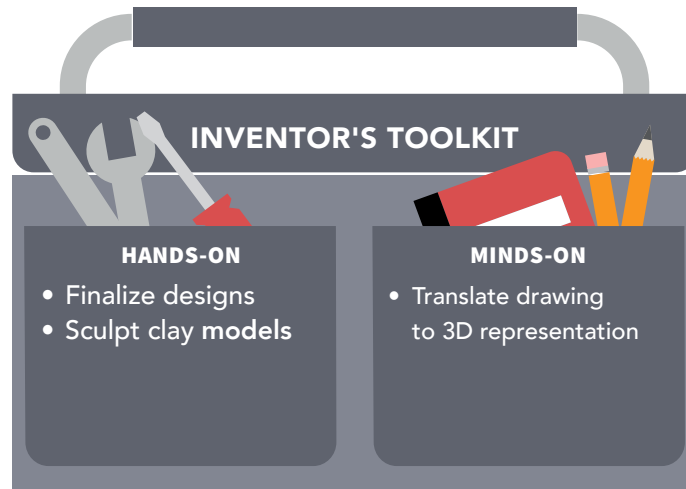 INVENTOR'S TOOLKIT
HANDS-ON
• Finalize designs
• Sculpt clay models
MINDS-ON
• Translate drawing
to 3D representation